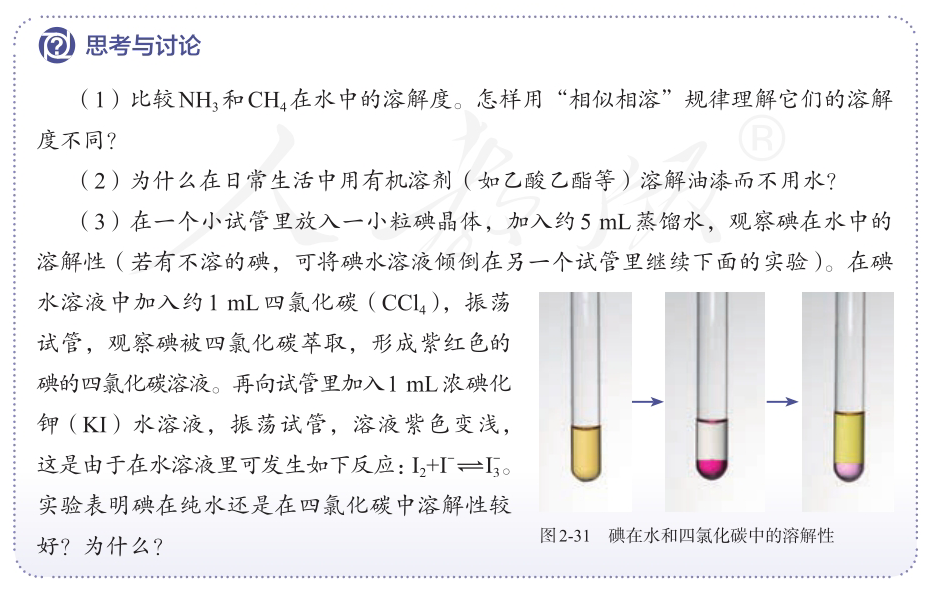 思考与讨论
（1）比较NH₃和CH₄在水中的溶解度。怎样用“相似相溶”规律理解它们的溶解
度不同？
（2）为什么在日常生活中用有机溶剂（如乙酸乙酯等）溶解油漆而不用水？
（3）在一个小试管里放入一小粒碘晶体，加入约5 mL蒸馏水，观察碘在水中的
溶解性（若有不溶的碘，可将碘水溶液倾倒在另一个试管里继续下面的实验）。在碘
水溶液中加入约1 mL四氯化碳（CCl₄），振荡
试管，观察碘被四氯化碳萃取，形成紫红色的
碘的四氯化碳溶液。再向试管里加入1 mL浓碘化
钾（KI）水溶液，振荡试管，溶液紫色变浅，
这是由于在水溶液里可发生如下反应：I₂+I⁻⇌I₃⁻。
实验表明碘在纯水还是在四氯化碳中溶解性较
好？为什么？
图2-31 碘在水和四氯化碳中的溶解性
人教版®